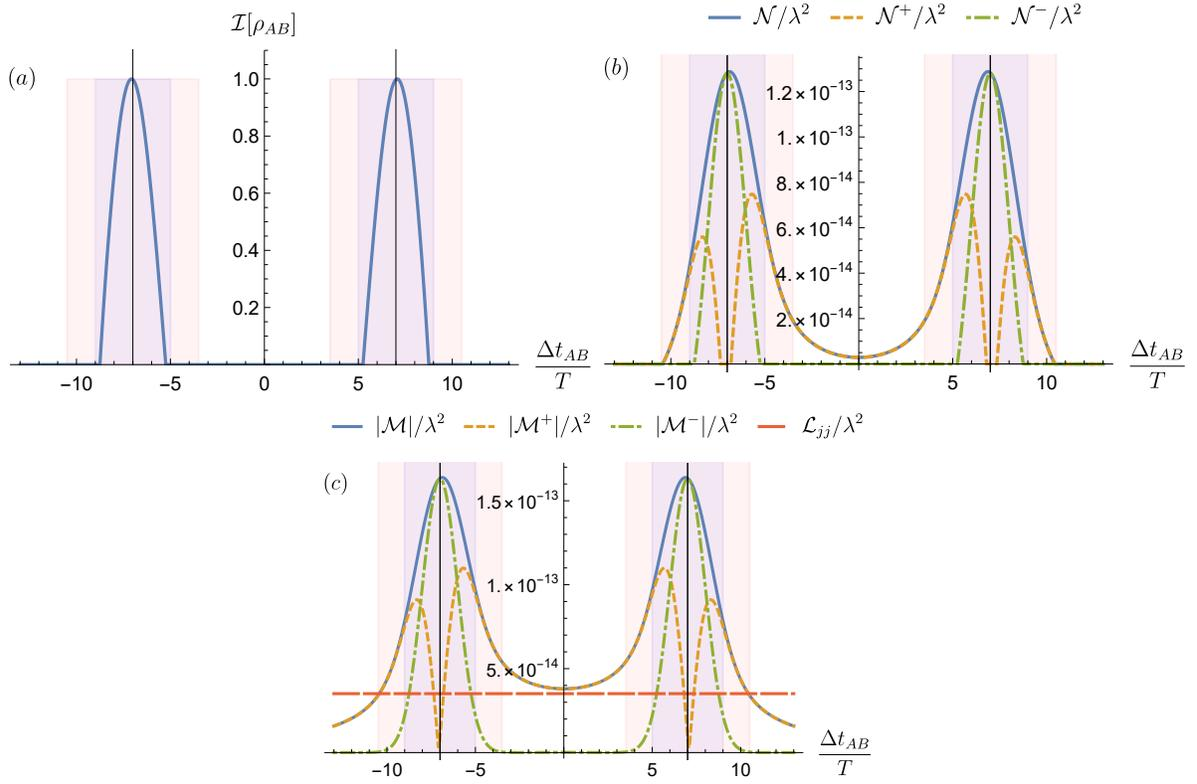 𝓘[ρ_AB]
(a)
1.0
0.8
0.6
0.4
0.2
−10 −5 0 5 10
Δt_AB
T
𝒩/λ² 𝒩⁺/λ² 𝒩⁻/λ²
(b)
1.2×10⁻¹³
1.×10⁻¹³
8.×10⁻¹⁴
6.×10⁻¹⁴
4.×10⁻¹⁴
2.×10⁻¹⁴
−10 −5 5 10
Δt_AB
T
|ℳ|/λ² |ℳ⁺|/λ² |ℳ⁻|/λ² ℒ_jj/λ²
(c)
1.5×10⁻¹³
1.×10⁻¹³
5.×10⁻¹⁴
−10 −5 5 10
Δt_AB
T